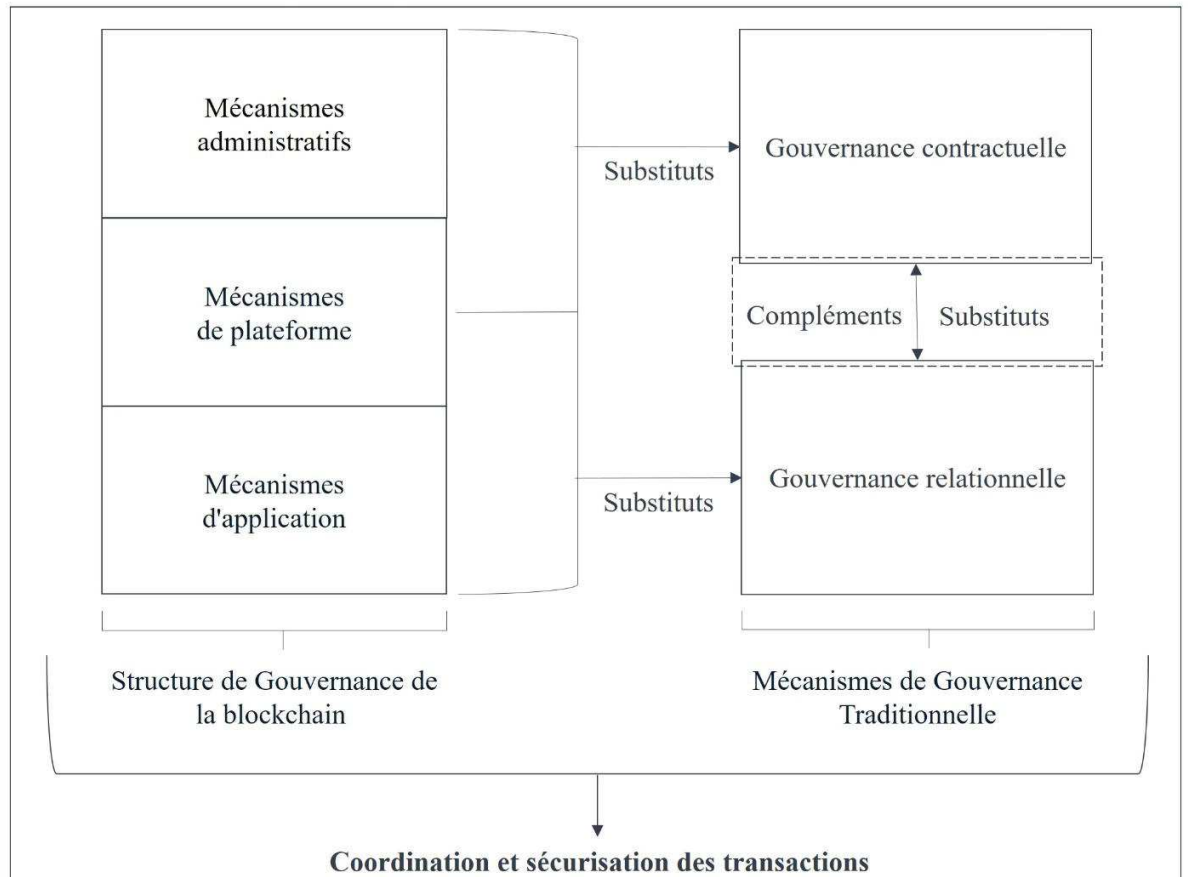 Mécanismes
administratifs
Mécanismes
de plateforme
Mécanismes
d'application
Substituts
Substituts
Gouvernance contractuelle
Compléments
Substituts
Gouvernance relationnelle
Structure de Gouvernance de
la blockchain
Mécanismes de Gouvernance
Traditionnelle
Coordination et sécurisation des transactions